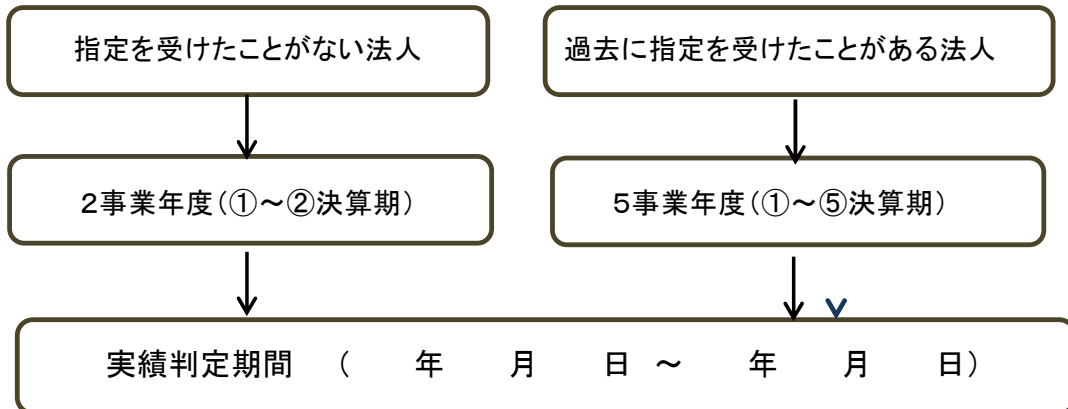 指定を受けたことがない法人
過去に指定を受けたことがある法人
2事業年度(①～②決算期)
5事業年度(①～⑤決算期)
実績判定期間 ( 年 月 日 ～ 年 月 日)